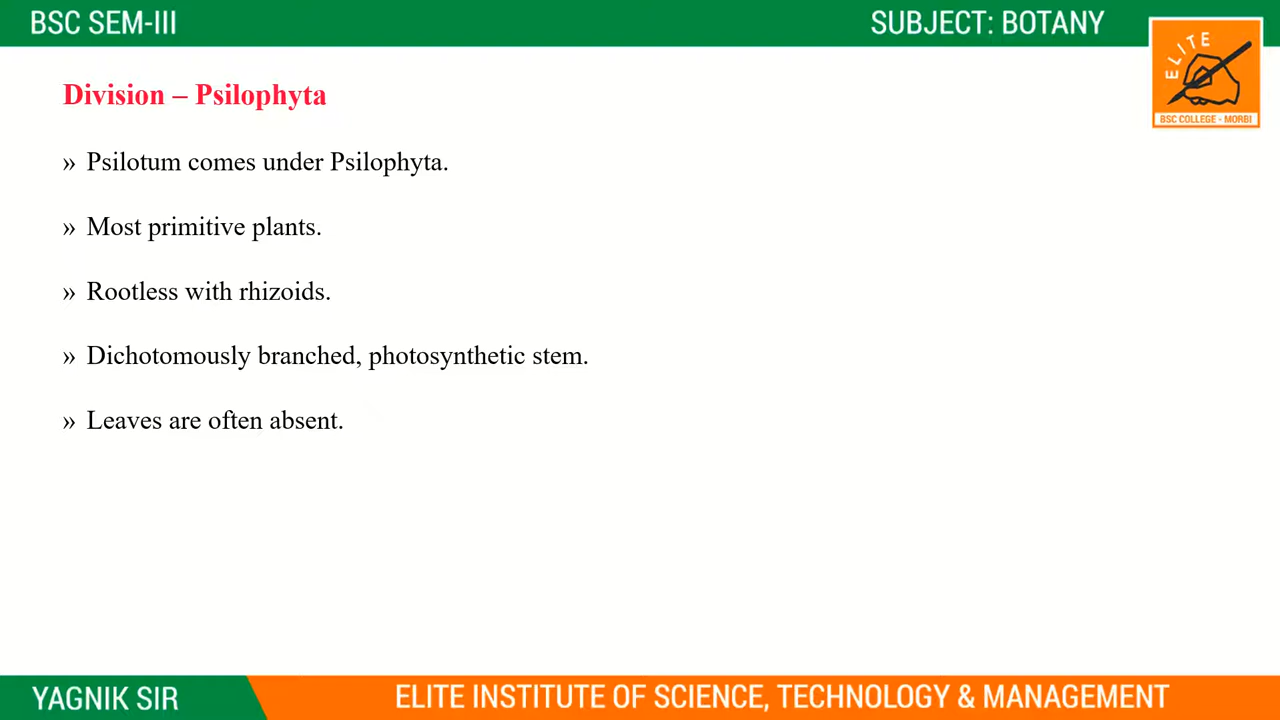 BSC SEM-III
SUBJECT: BOTANY
ELITE
BSC COLLEGE - MORBI
Division – Psilophyta
» Psilotum comes under Psilophyta.
» Most primitive plants.
» Rootless with rhizoids.
» Dichotomously branched, photosynthetic stem.
» Leaves are often absent.
YAGNIK SIR
ELITE INSTITUTE OF SCIENCE, TECHNOLOGY & MANAGEMENT